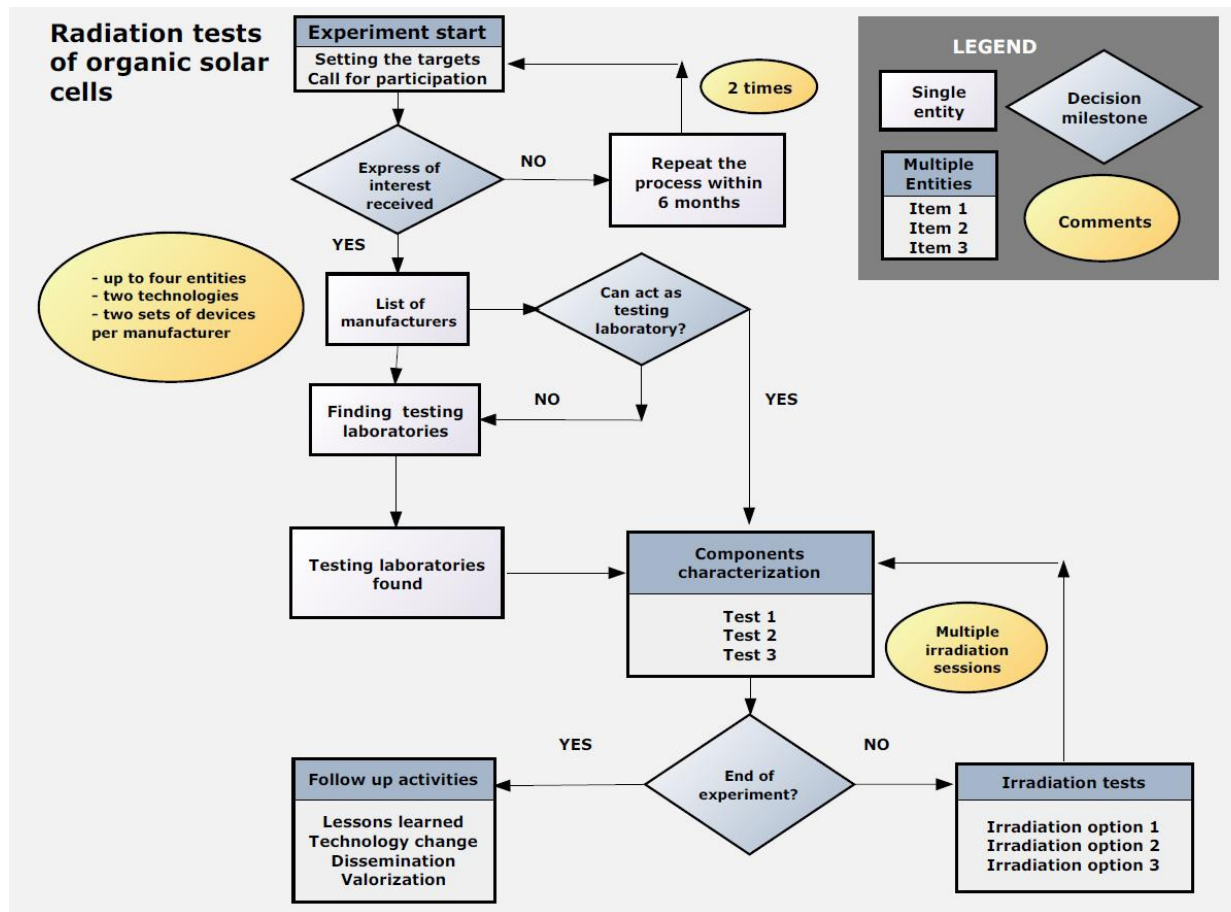 Radiation tests
of organic solar
cells
Experiment start
Setting the targets
Call for participation
2 times
Express of
interest
received
NO
Repeat the
process within
6 months
YES
- up to four entities
- two technologies
- two sets of devices
per manufacturer
List of
manufacturers
Can act as
testing
laboratory?
NO
YES
Finding testing
laboratories
Testing laboratories
found
Components
characterization
Test 1
Test 2
Test 3
Multiple
irradiation
sessions
End of
experiment?
YES
NO
Follow up activities
Lessons learned
Technology change
Dissemination
Valorization
Irradiation tests
Irradiation option 1
Irradiation option 2
Irradiation option 3
LEGEND
Single
entity
Decision
milestone
Multiple
Entities
Item 1
Item 2
Item 3
Comments